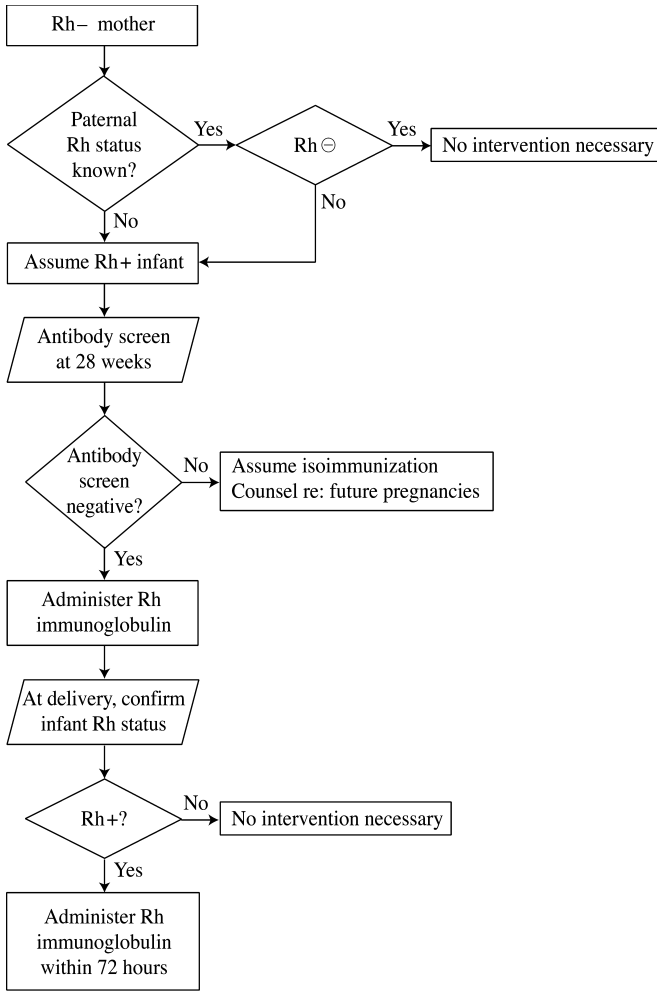 Rh– mother
Paternal
Rh status
known?
Yes
Rh ⊖
Yes
No intervention necessary
No
No
Assume Rh+ infant
Antibody screen
at 28 weeks
Antibody
screen
negative?
No
Assume isoimmunization
Counsel re: future pregnancies
Yes
Administer Rh
immunoglobulin
At delivery, confirm
infant Rh status
Rh+?
No
No intervention necessary
Yes
Administer Rh
immunoglobulin
within 72 hours